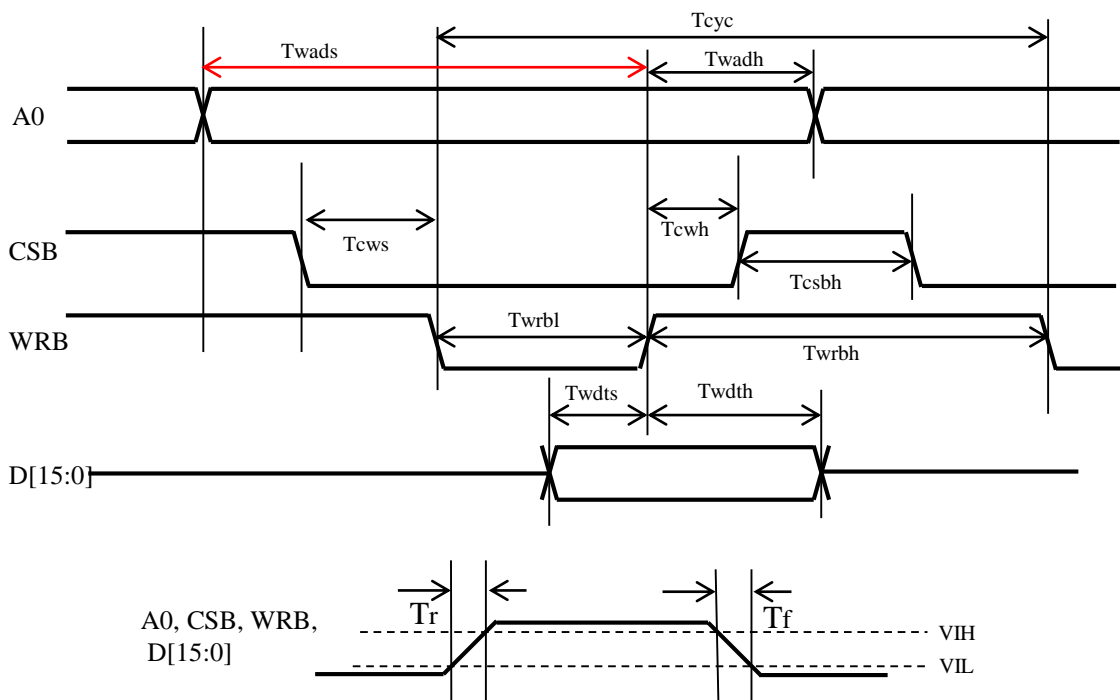 Tcyc
Twads
Twadh
A0
Tcws
Tcwh
CSB
Tcsbh
Twrbl
WRB
Twrbh
Twdts
Twdth
D[15:0]
Tr
Tf
A0, CSB, WRB,
D[15:0]
VIH
VIL